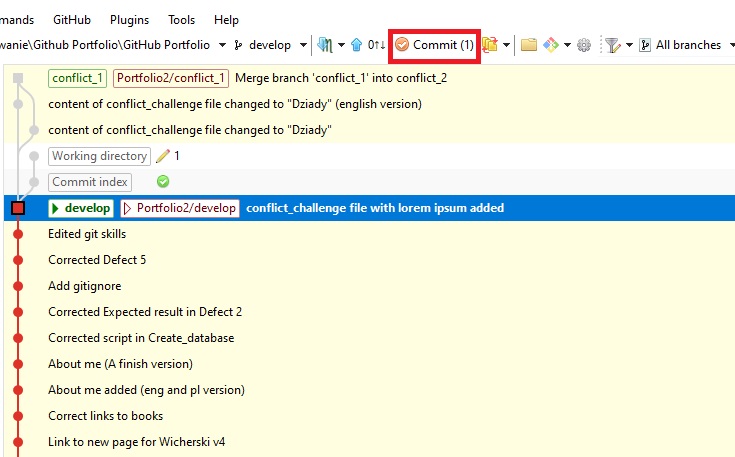 mands GitHub Plugins Tools Help
wanie\Github Portfolio\GitHub Portfolio develop 0 Commit (1) All branches
conflict_1 Portfolio2/conflict_1 Merge branch 'conflict_1' into conflict_2
content of conflict_challenge file changed to "Dziady" (english version)
content of conflict_challenge file changed to "Dziady"
Working directory 1
Commit index
develop Portfolio2/develop conflict_challenge file with lorem ipsum added
Edited git skills
Corrected Defect 5
Add gitignore
Corrected Expected result in Defect 2
Corrected script in Create_database
About me (A finish version)
About me added (eng and pl version)
Correct links to books
Link to new page for Wicherski v4